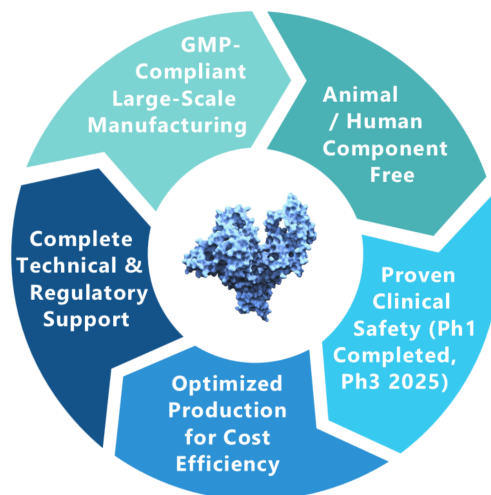 GMP-
Compliant
Large-Scale
Manufacturing
Animal
/ Human
Component
Free
Proven
Clinical
Safety (Ph1
Completed,
Ph3 2025)
Optimized
Production
for Cost
Efficiency
Complete
Technical &
Regulatory
Support